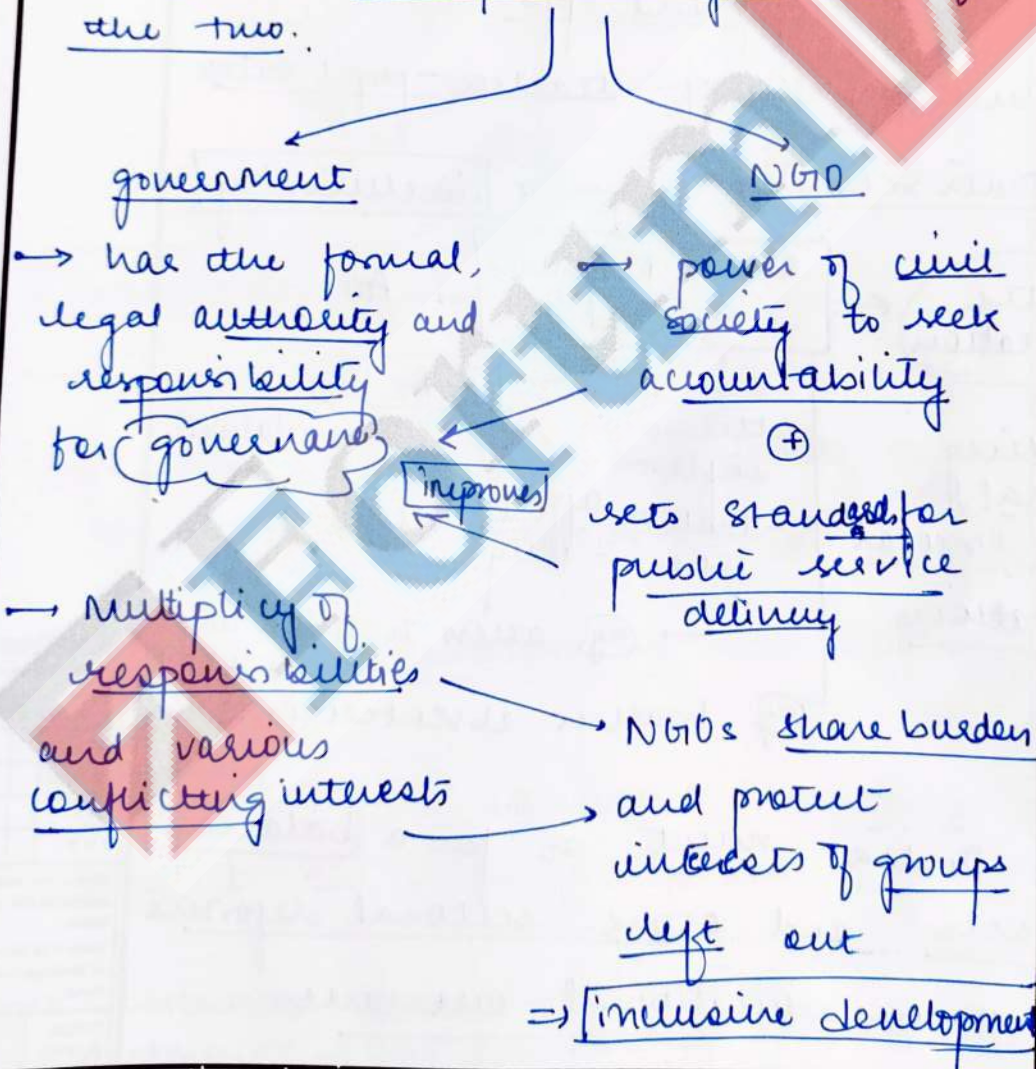 the two.
government
→ has the formal,
legal authority and
responsibility
for governance
→ Multiplicy of
responsibilities
and various
conflicting interests
NGO
→ power of civil
society to seek
accountability
+
improves
sets standards for
public service
delivery
→ NGOs share burden
and protect
interests of groups
left out
⇒ inclusive development
ForumI